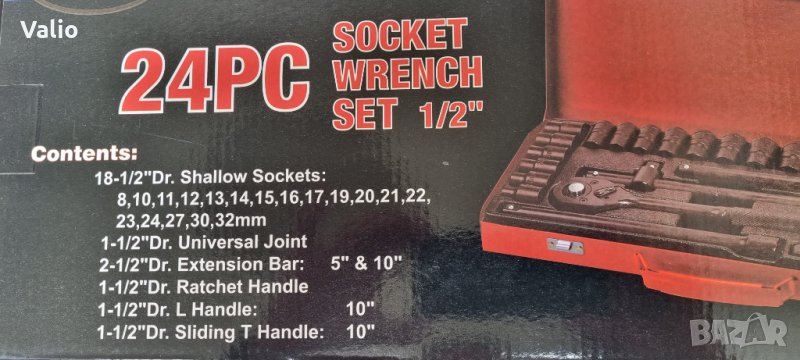 Valio
24PC
SOCKET
WRENCH
SET 1/2"
Contents:
18-1/2"Dr. Shallow Sockets:
8,10,11,12,13,14,15,16,17,19,20,21,22,
23,24,27,30,32mm
1-1/2"Dr. Universal Joint
2-1/2"Dr. Extension Bar: 5" & 10"
1-1/2"Dr. Ratchet Handle
1-1/2"Dr. L Handle: 10"
1-1/2"Dr. Sliding T Handle: 10"
bazar